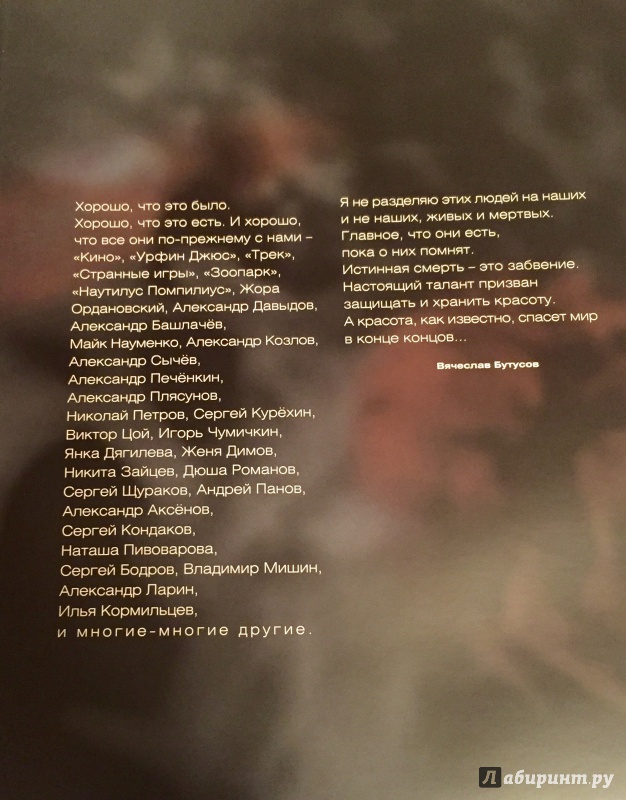 Хорошо, что это было.
Хорошо, что это есть. И хорошо,
что все они по-прежнему с нами –
«Кино», «Урфин Джюс», «Трек»,
«Странные игры», «Зоопарк»,
«Наутилус Помпилиус», Жора
Ордановский, Александр Давыдов,
Александр Башлачёв,
Майк Науменко, Александр Козлов,
Александр Сычёв,
Александр Печёнкин,
Александр Плясунов,
Николай Петров, Сергей Курёхин,
Виктор Цой, Игорь Чумичкин,
Янка Дягилева, Женя Димов,
Никита Зайцев, Дюша Романов,
Сергей Щураков, Андрей Панов,
Александр Аксёнов,
Сергей Кондаков,
Наташа Пивоварова,
Сергей Бодров, Владимир Мишин,
Александр Ларин,
Илья Кормильцев,
и многие-многие другие.
Я не разделяю этих людей на наших
и не наших, живых и мертвых.
Главное, что они есть,
пока о них помнят.
Истинная смерть – это забвение.
Настоящий талант призван
защищать и хранить красоту.
А красота, как известно, спасет мир
в конце концов...
Вячеслав Бутусов
Л Лабиринт.ру